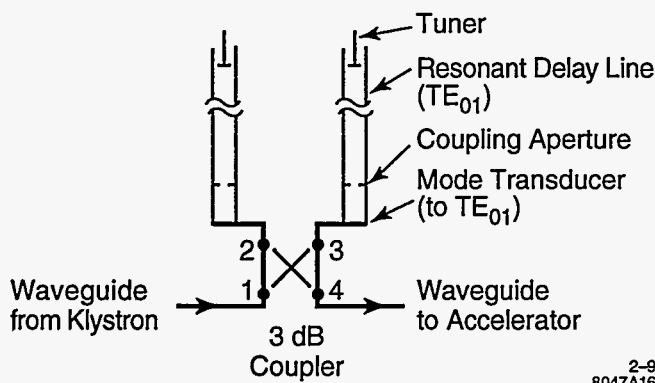 Tuner
Resonant Delay Line
(TE01)
Coupling Aperture
Mode Transducer
(to TE01)
2
3
1
4
Waveguide
from Klystron
Waveguide
to Accelerator
3 dB
Coupler
2–9
8047A16